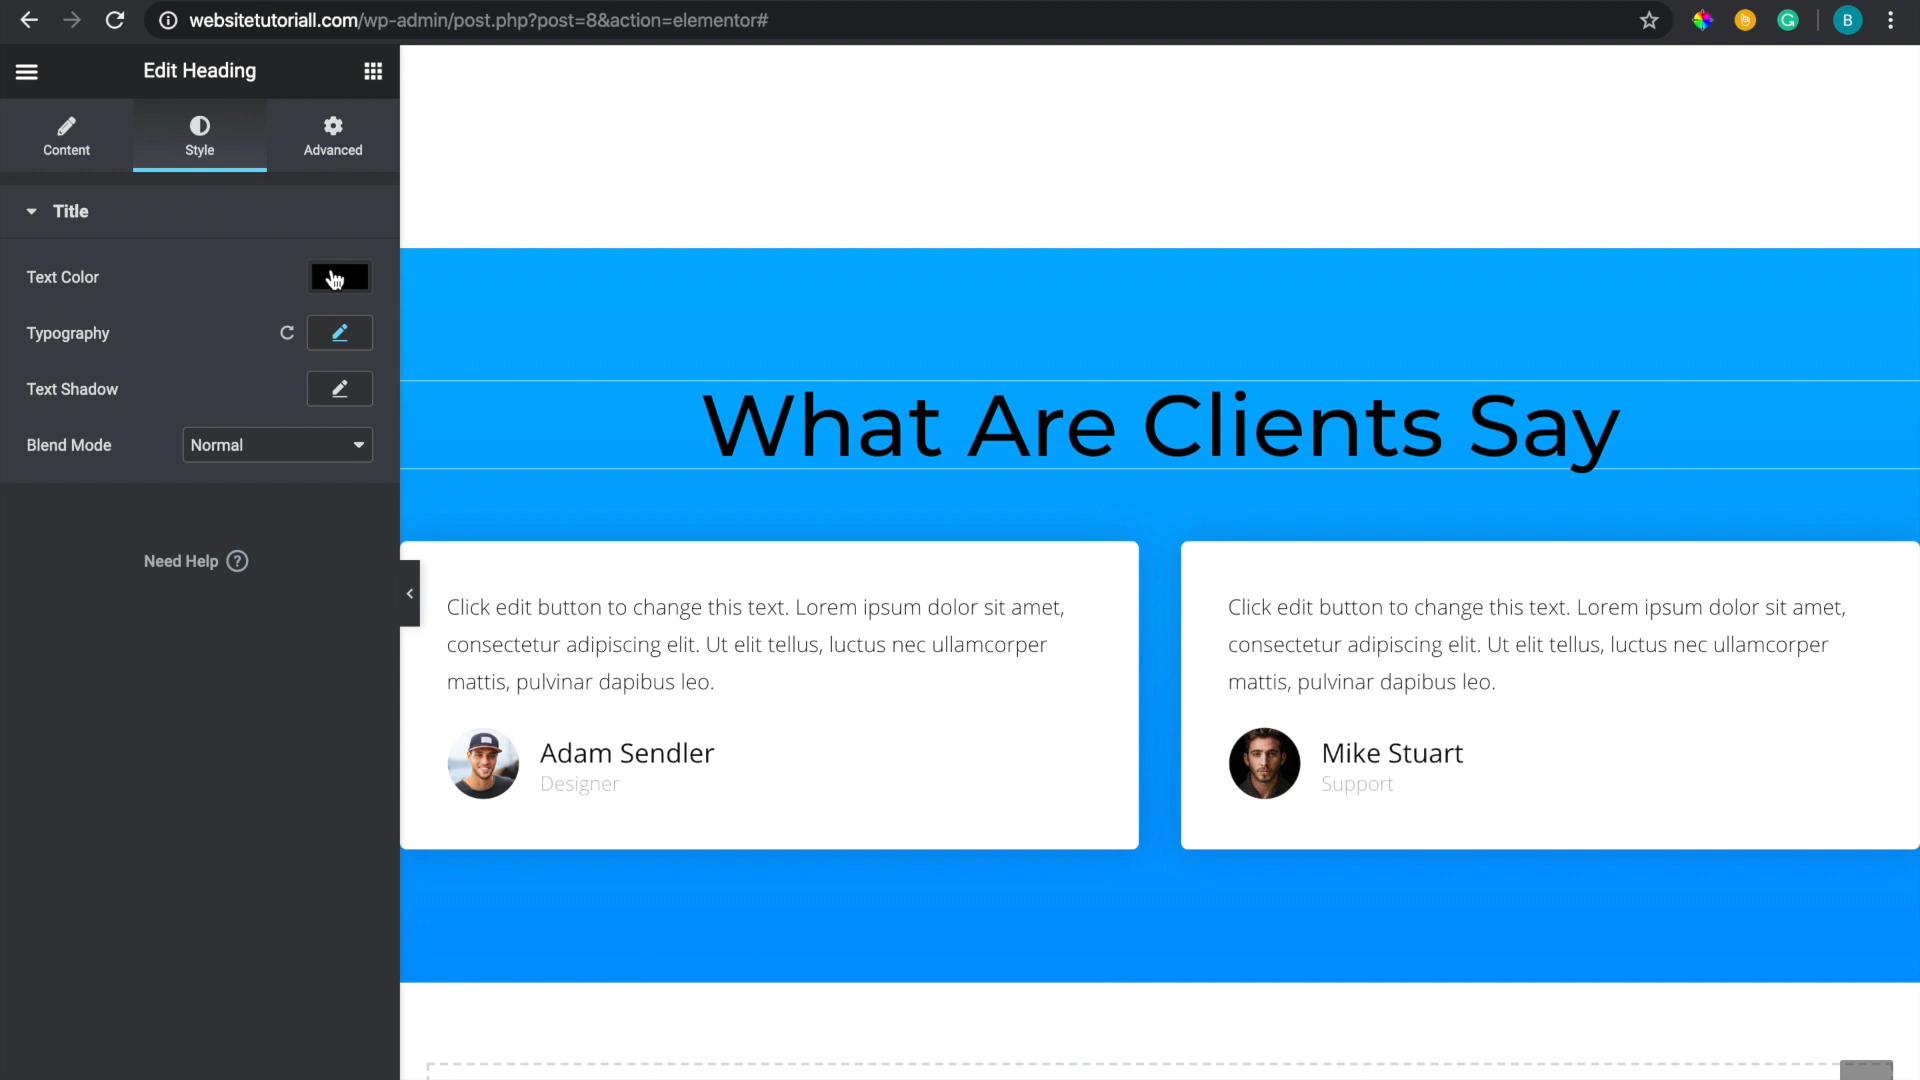 websitetutoriall.com/wp-admin/post.php?post=8&action=elementor#
B
Edit Heading
Content
Style
Advanced
Title
Text Color
Typography
Text Shadow
Blend Mode
Normal
Need Help ?
What Are Clients Say
Click edit button to change this text. Lorem ipsum dolor sit amet,
consectetur adipiscing elit. Ut elit tellus, luctus nec ullamcorper
mattis, pulvinar dapibus leo.
Adam Sendler
Designer
Click edit button to change this text. Lorem ipsum dolor sit amet,
consectetur adipiscing elit. Ut elit tellus, luctus nec ullamcorper
mattis, pulvinar dapibus leo.
Mike Stuart
Support